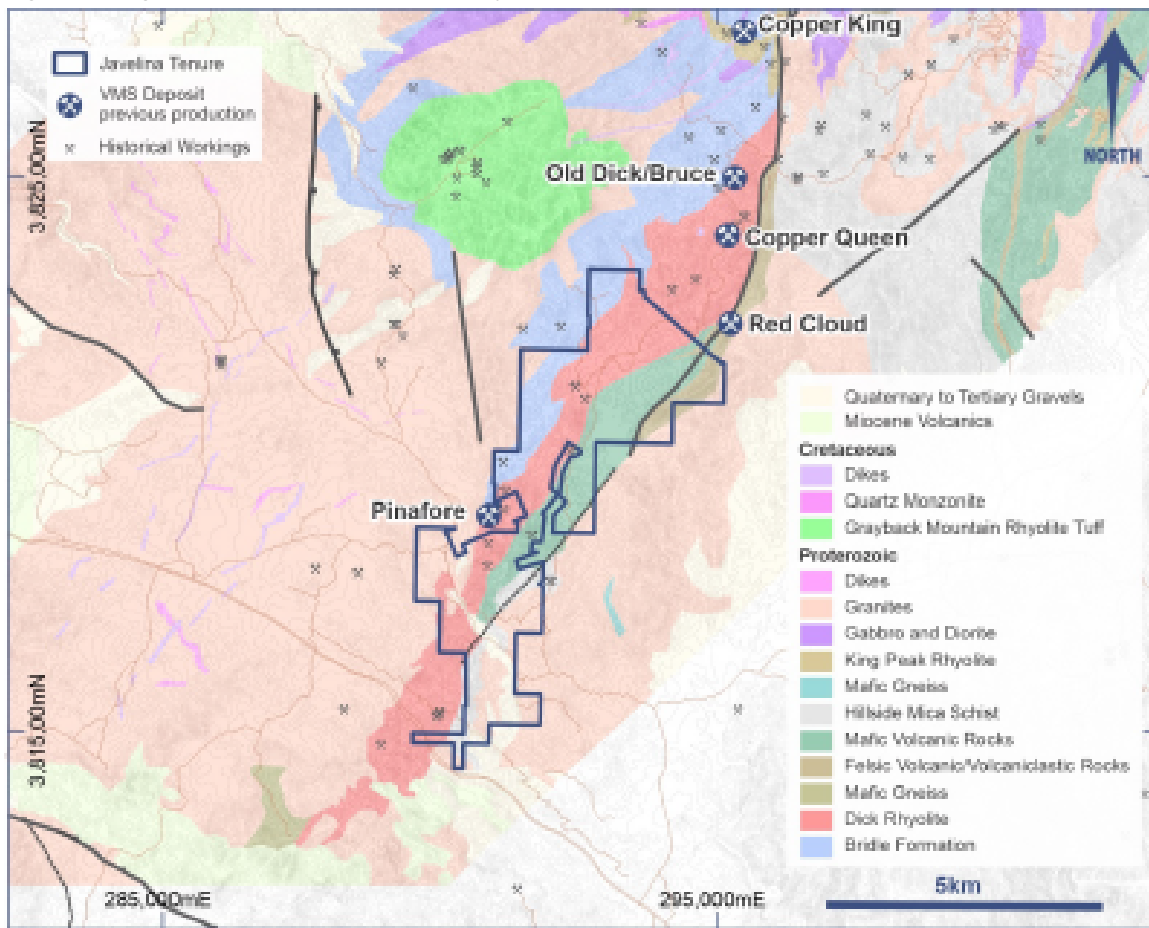 Copper King
Javelina Tenure
VMS Deposit
previous production
Historical Workings
NORTH
3,825,00mN
Old Dick/Bruce
Copper Queen
Red Cloud
Pinafore
Quaternary to Tertiary Gravels
Miocene Volcanics
Cretaceous
Dikes
Quartz Monzonite
Grayback Mountain Rhyolite Tuff
Proterozoic
Dikes
Granites
Gabbro and Diorite
King Peak Rhyolite
Mafic Gneiss
Hillside Mica Schist
Mafic Volcanic Rocks
Felsic Volcanic/Volcaniclastic Rocks
Mafic Gneiss
Dick Rhyolite
Bridle Formation
3,815,00mN
285,000mE
295,000mE
5km